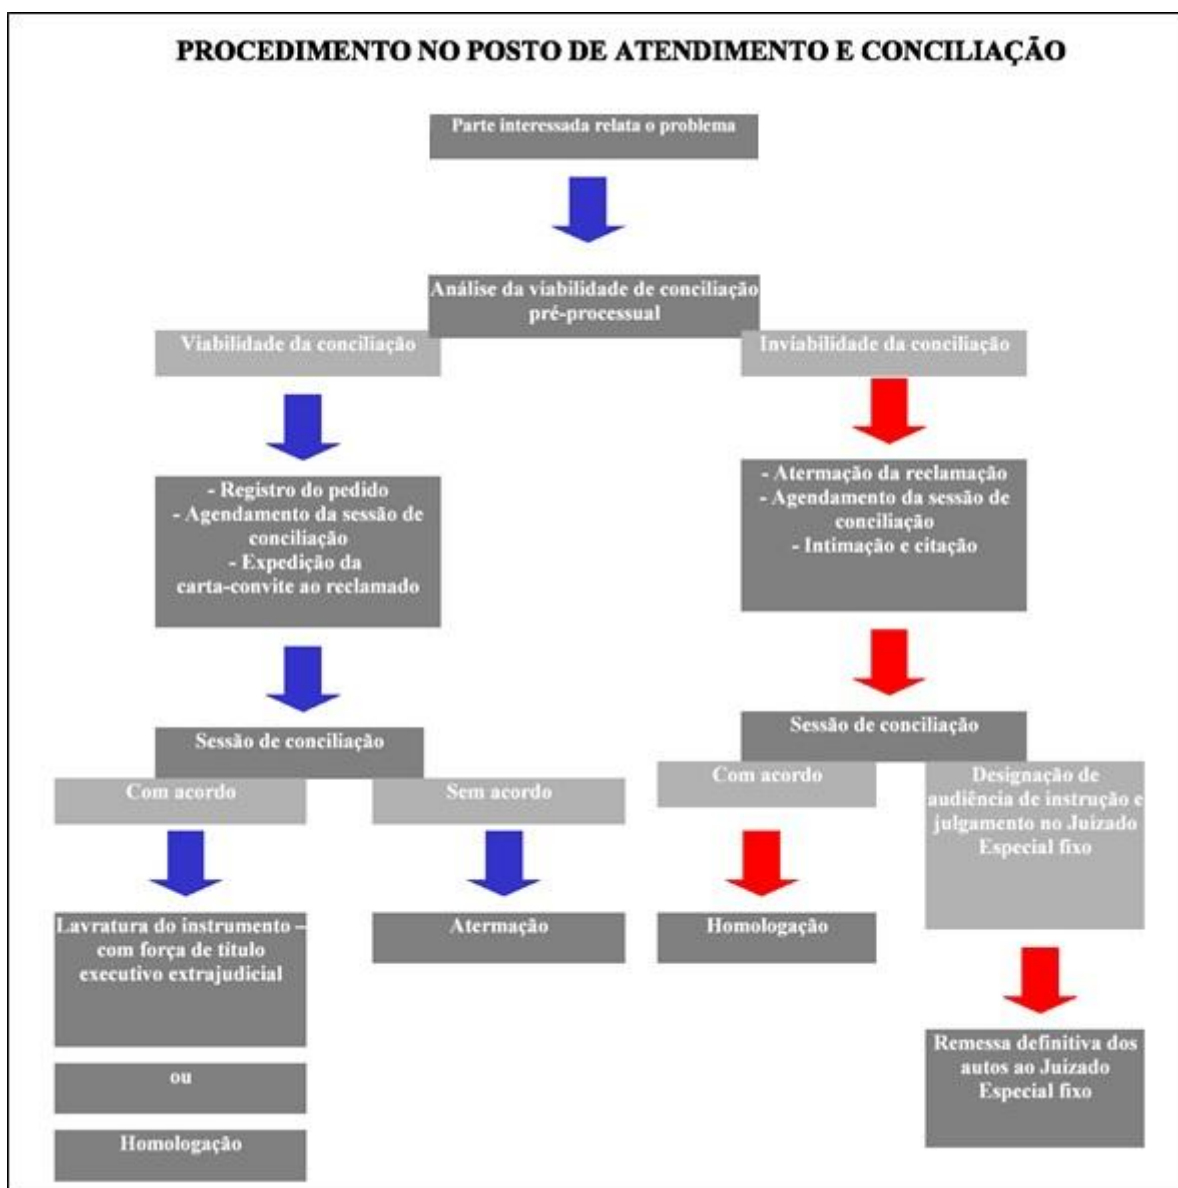 PROCEDIMENTO NO POSTO DE ATENDIMENTO E CONCILIAÇÃO
Parte interessada relata o problema
Análise da viabilidade de conciliação
pré-processual
Viabilidade da conciliação
Inviabilidade da conciliação
- Registro do pedido
- Agendamento da sessão de
conciliação
- Expedição da
carta-convite ao reclamado
- Atermação da reclamação
- Agendamento da sessão de
conciliação
- Intimação e citação
Sessão de conciliação
Sessão de conciliação
Com acordo
Sem acordo
Com acordo
Designação de
audiência de instrução e
julgamento no Juizado
Especial fixo
Lavratura do instrumento –
com força de título
executivo extrajudicial
Atermação
Homologação
ou
Homologação
Remessa definitiva dos
autos ao Juizado
Especial fixo